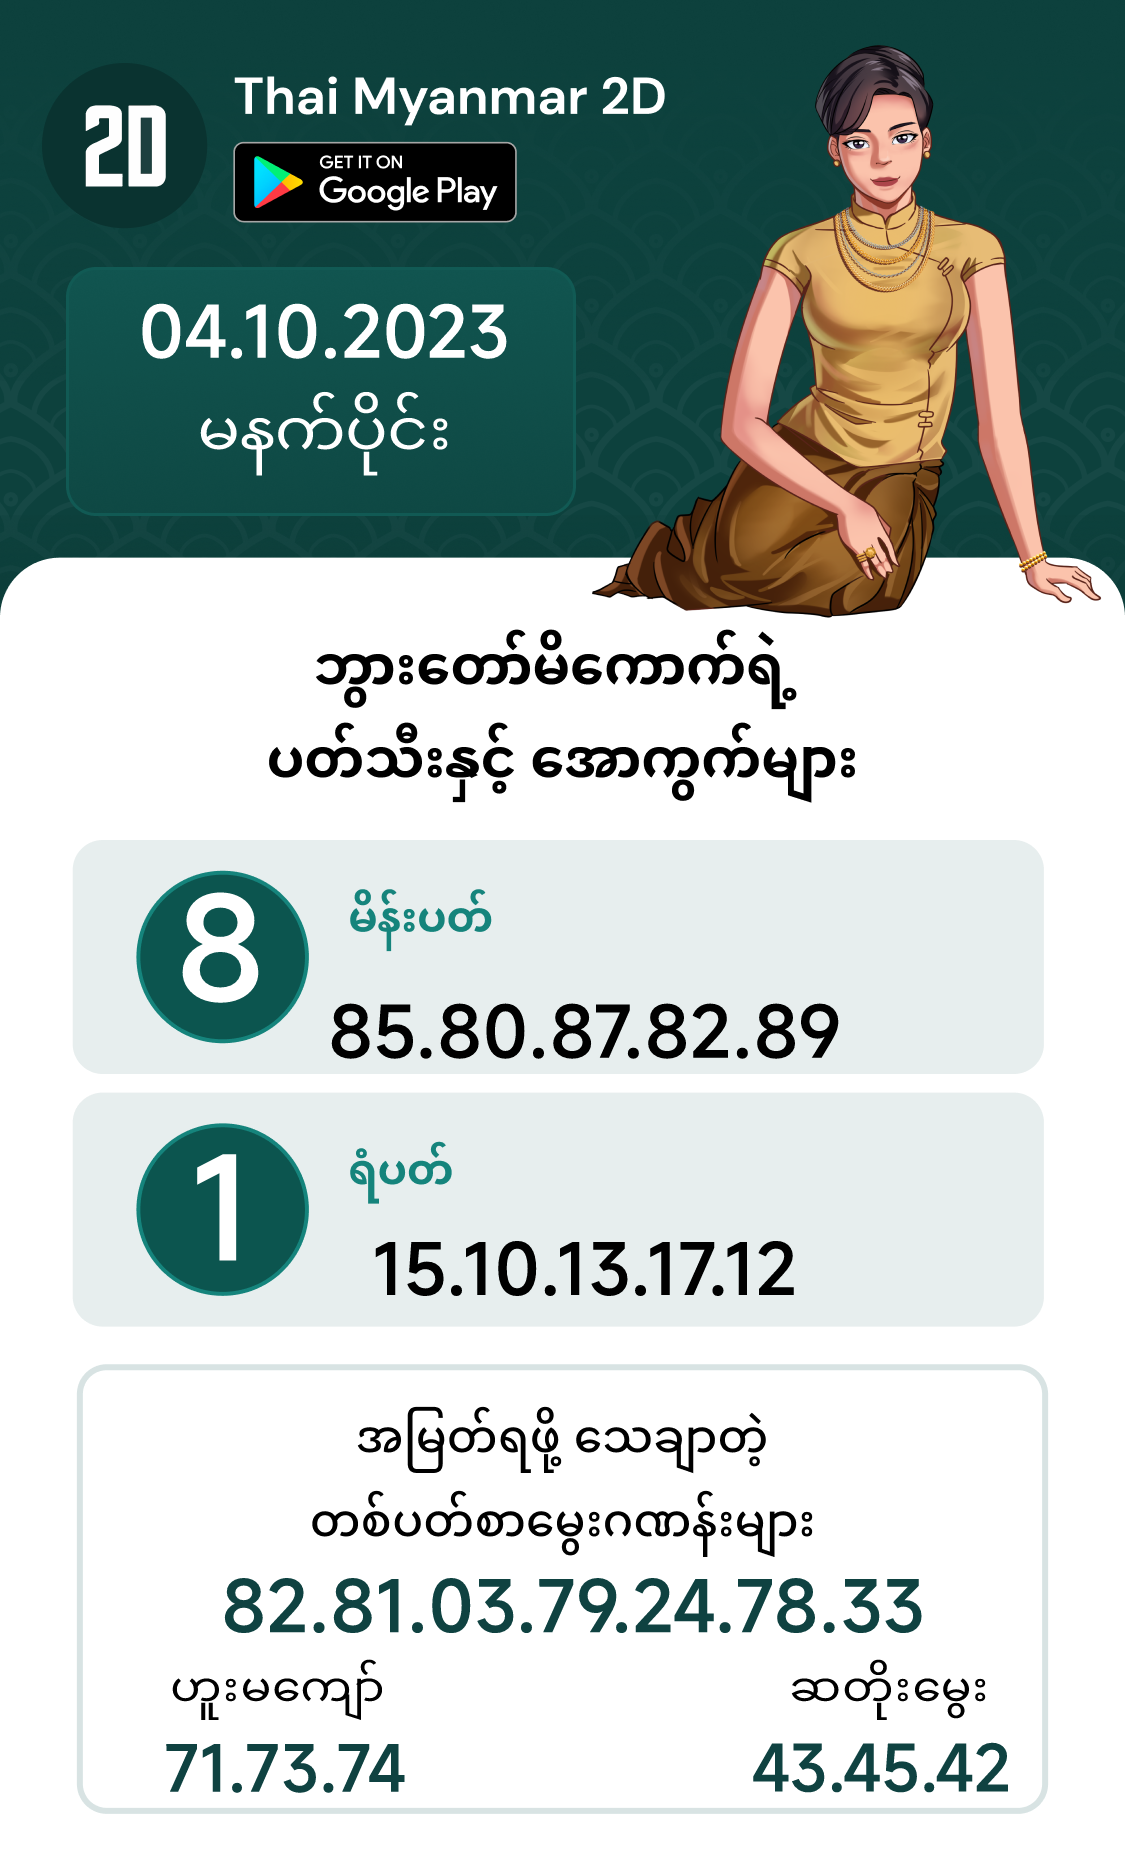 2D
Thai Myanmar 2D
GET IT ON
Google Play
04.10.2023
မနက်ပိုင်း
ဘွားတော်မိကောက်ရဲ့
ပတ်သီးနှင့် အောကွက်များ
8
မိန်းပတ်
85.80.87.82.89
1
ရံပတ်
15.10.13.17.12
အမြတ်ရဖို့ သေချာတဲ့
တစ်ပတ်စာမွေးဂဏန်းများ
82.81.03.79.24.78.33
ဟူးမကျော် ဆတိုးမွေး
71.73.74 43.45.42